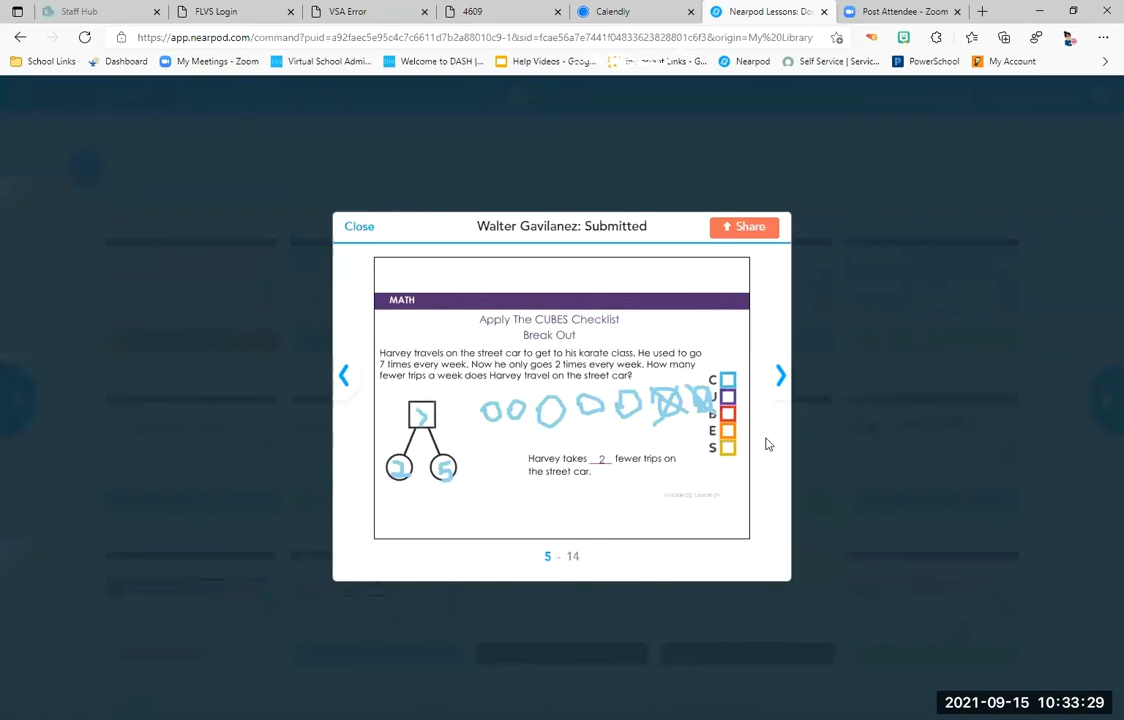 Staff Hub FLVS Login VSA Error 4609 Calendly Nearpod Lessons: Do Post Attendee - Zoom
https://app.nearpod.com/command?puid=a92faec5e95c4c7c6611d7b2a88010c9-1&sid=fcae56a7e7441f04833623828801c6f3&origin=My%20Library
School Links Dashboard My Meetings - Zoom Virtual School Admi... Welcome to DASH |... Help Videos - Goog... Links - G... Nearpod Self Service | Servic... PowerSchool My Account
Close Walter Gavilanez: Submitted Share
MATH
Apply The CUBES Checklist
Break Out
Harvey travels on the street car to get to his karate class. He used to go
7 times every week. Now he only goes 2 times every week. How many
fewer trips a week does Harvey travel on the street car?
C
U
B
E
S
7
2 5
Harvey takes 2 fewer trips on
the street car.
5 - 14
2021-09-15 10:33:29